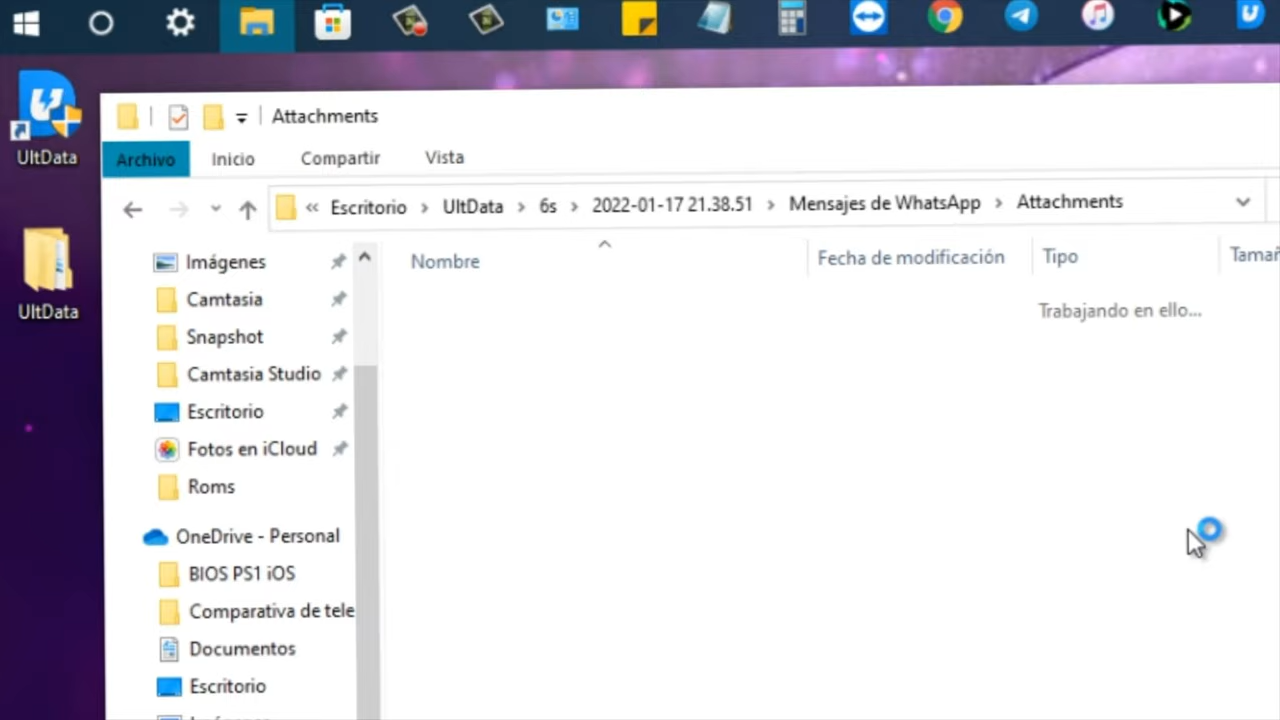 UltData
UltData
Attachments
Archivo Inicio Compartir Vista
« Escritorio › UltData › 6s › 2022-01-17 21.38.51 › Mensajes de WhatsApp › Attachments
Nombre Fecha de modificación Tipo Tamañ
Trabajando en ello...
Imágenes
Camtasia
Snapshot
Camtasia Studio
Escritorio
Fotos en iCloud
Roms
OneDrive - Personal
BIOS PS1 iOS
Comparativa de tele
Documentos
Escritorio